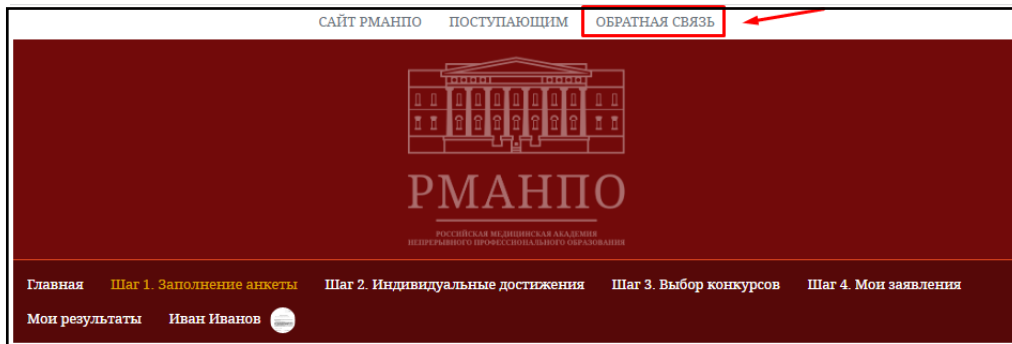 САЙТ РМАНПО ПОСТУПАЮЩИМ ОБРАТНАЯ СВЯЗЬ
РМАНПО
РОССИЙСКАЯ МЕДИЦИНСКАЯ АКАДЕМИЯ
НЕПРЕРЫВНОГО ПРОФЕССИОНАЛЬНОГО ОБРАЗОВАНИЯ
Главная Шаг 1. Заполнение анкеты Шаг 2. Индивидуальные достижения Шаг 3. Выбор конкурсов Шаг 4. Мои заявления
Мои результаты Иван Иванов